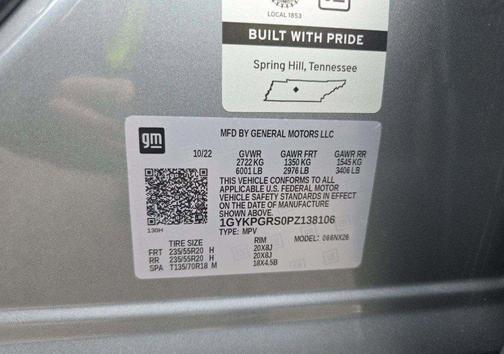 LOCAL 1853
BUILT WITH PRIDE
Spring Hill, Tennessee
gm
MFD BY GENERAL MOTORS LLC
10/22 GVWR GAWR FRT GAWR RR
2722 KG 1350 KG 1545 KG
6001 LB 2976 LB 3406 LB
THIS VEHICLE CONFORMS TO ALL
APPLICABLE U.S. FEDERAL MOTOR
VEHICLE SAFETY STANDARDS IN EFFECT
ON THE DATE OF MANUFACTURE
SHOWN ABOVE.
1GYKPGRS0PZ138106
TYPE: MPV MODEL: 066NX26
130H
TIRE SIZE RIM
FRT 235/55R20 H 20X8J
RR 235/55R20 H 20X8J
SPA T135/70R18 M 18X4.5B